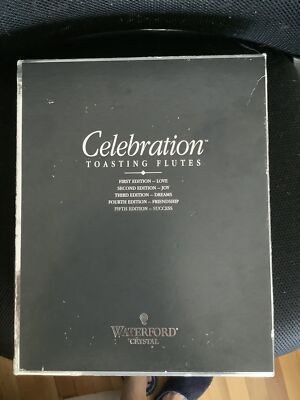 Celebration™
TOASTING FLUTES
FIRST EDITION – LOVE
SECOND EDITION – JOY
THIRD EDITION – DREAMS
FOURTH EDITION – FRIENDSHIP
FIFTH EDITION – SUCCESS
WATERFORD®
CRYSTAL